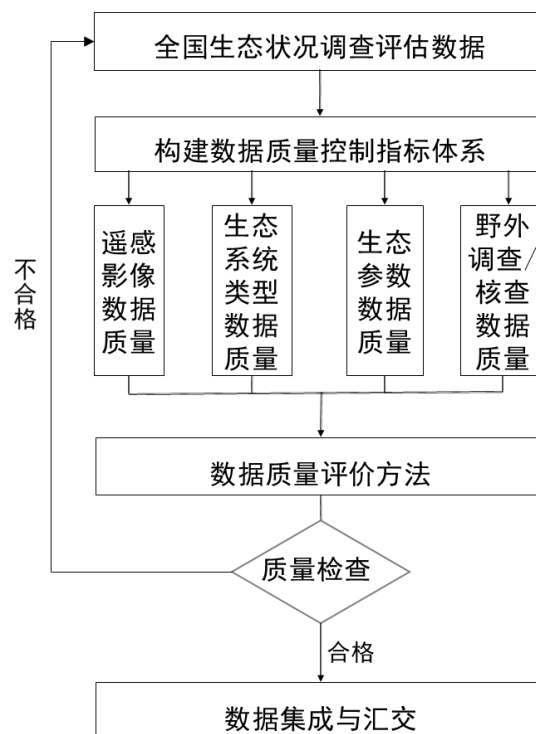 全国生态状况调查评估数据
构建数据质量控制指标体系
遥感
影像
数据
质量
生态
系统
类型
数据
质量
生态
参数
数据
质量
野外
调查/
核查
数据
质量
不合格
数据质量评价方法
质量检查
合格
数据集成与汇交